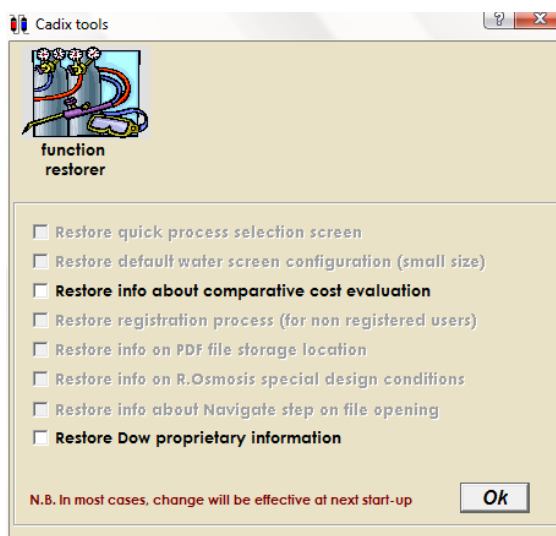 Cadix tools
function
restorer
Restore quick process selection screen
Restore default water screen configuration (small size)
Restore info about comparative cost evaluation
Restore registration process (for non registered users)
Restore info on PDF file storage location
Restore info on R.Osmosis special design conditions
Restore info about Navigate step on file opening
Restore Dow proprietary information
N.B. In most cases, change will be effective at next start-up
Ok